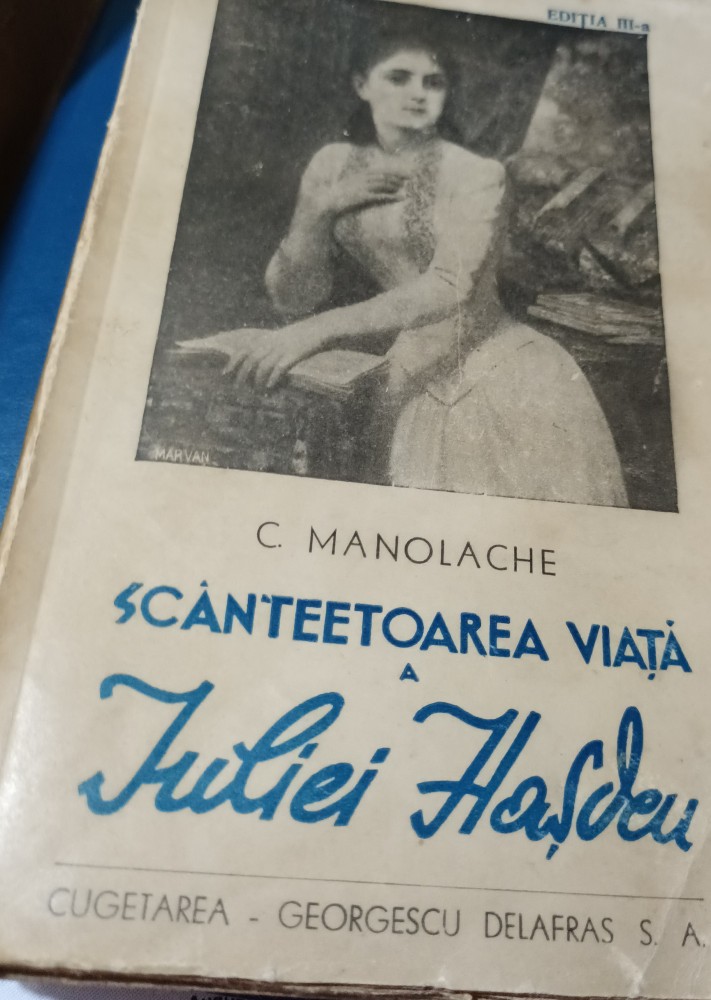 EDIȚIA III-a
MARVAN
C. MANOLACHE
SCÂNTEETOAREA VIAȚĂ
A
Iuliei Hașdeu
CUGETAREA - GEORGESCU DELAFRAS S. A.